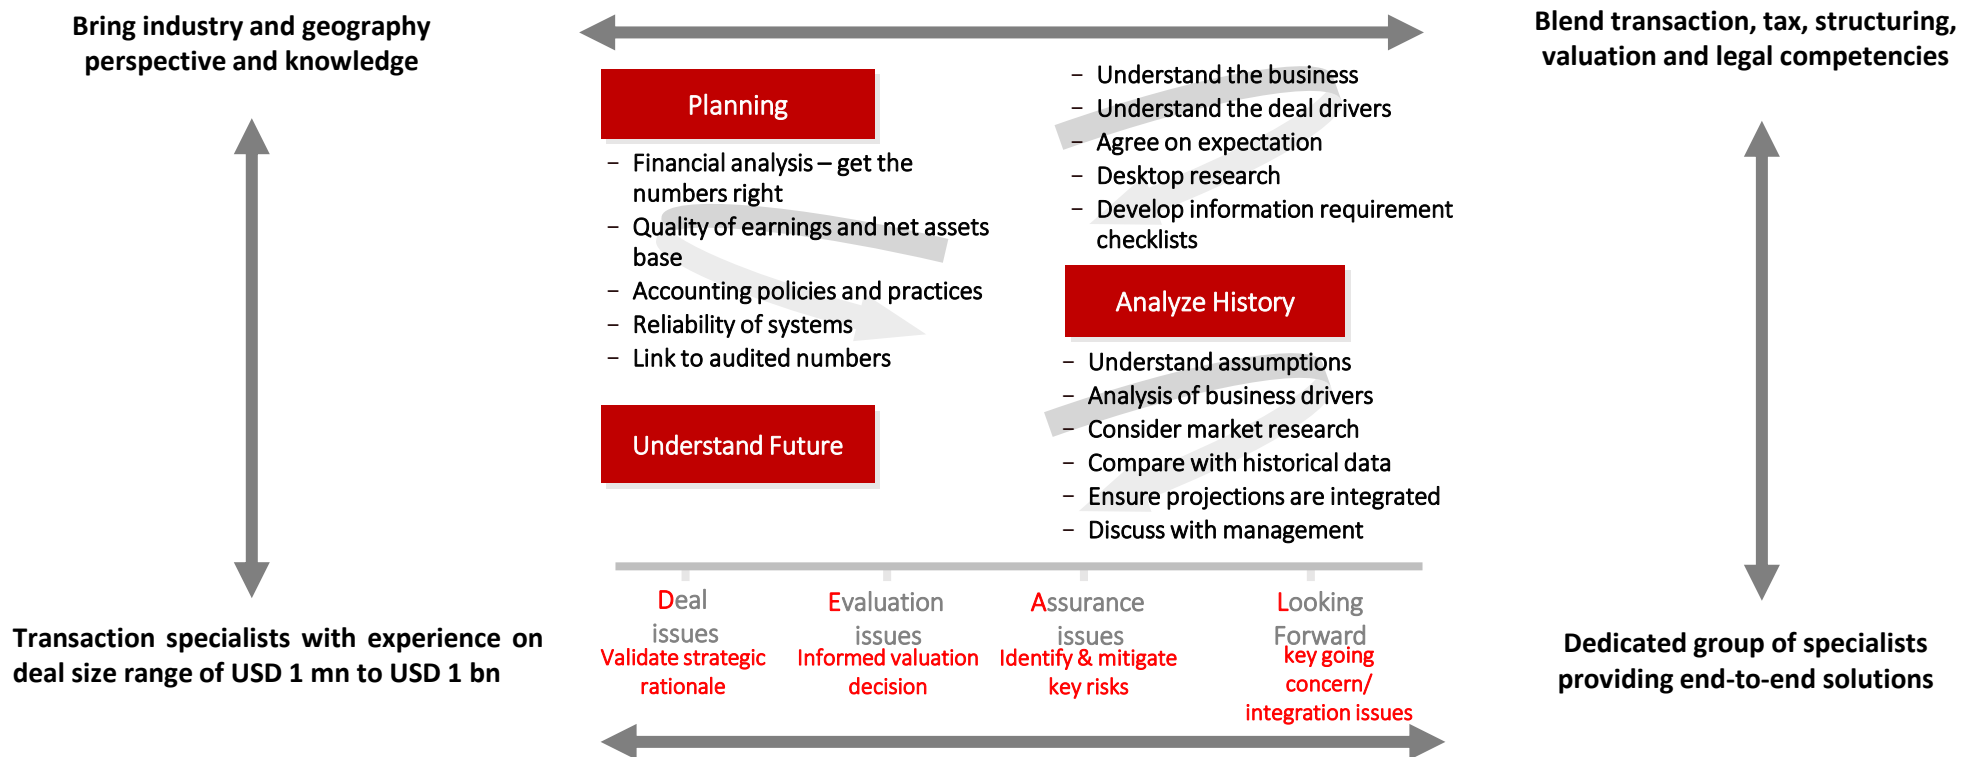 Bring industry and geography
perspective and knowledge
Blend transaction, tax, structuring,
valuation and legal competencies
Planning
– Understand the business
– Understand the deal drivers
– Agree on expectation
– Desktop research
– Develop information requirement
checklists
– Financial analysis – get the
numbers right
– Quality of earnings and net assets
base
– Accounting policies and practices
– Reliability of systems
– Link to audited numbers
Analyze History
– Understand assumptions
– Analysis of business drivers
– Consider market research
– Compare with historical data
– Ensure projections are integrated
– Discuss with management
Understand Future
Deal
issues
Validate strategic
rationale
Evaluation
issues
Informed valuation
decision
Assurance
issues
Identify & mitigate
key risks
Looking
Forward
key going
concern/
integration issues
Transaction specialists with experience on
deal size range of USD 1 mn to USD 1 bn
Dedicated group of specialists
providing end-to-end solutions